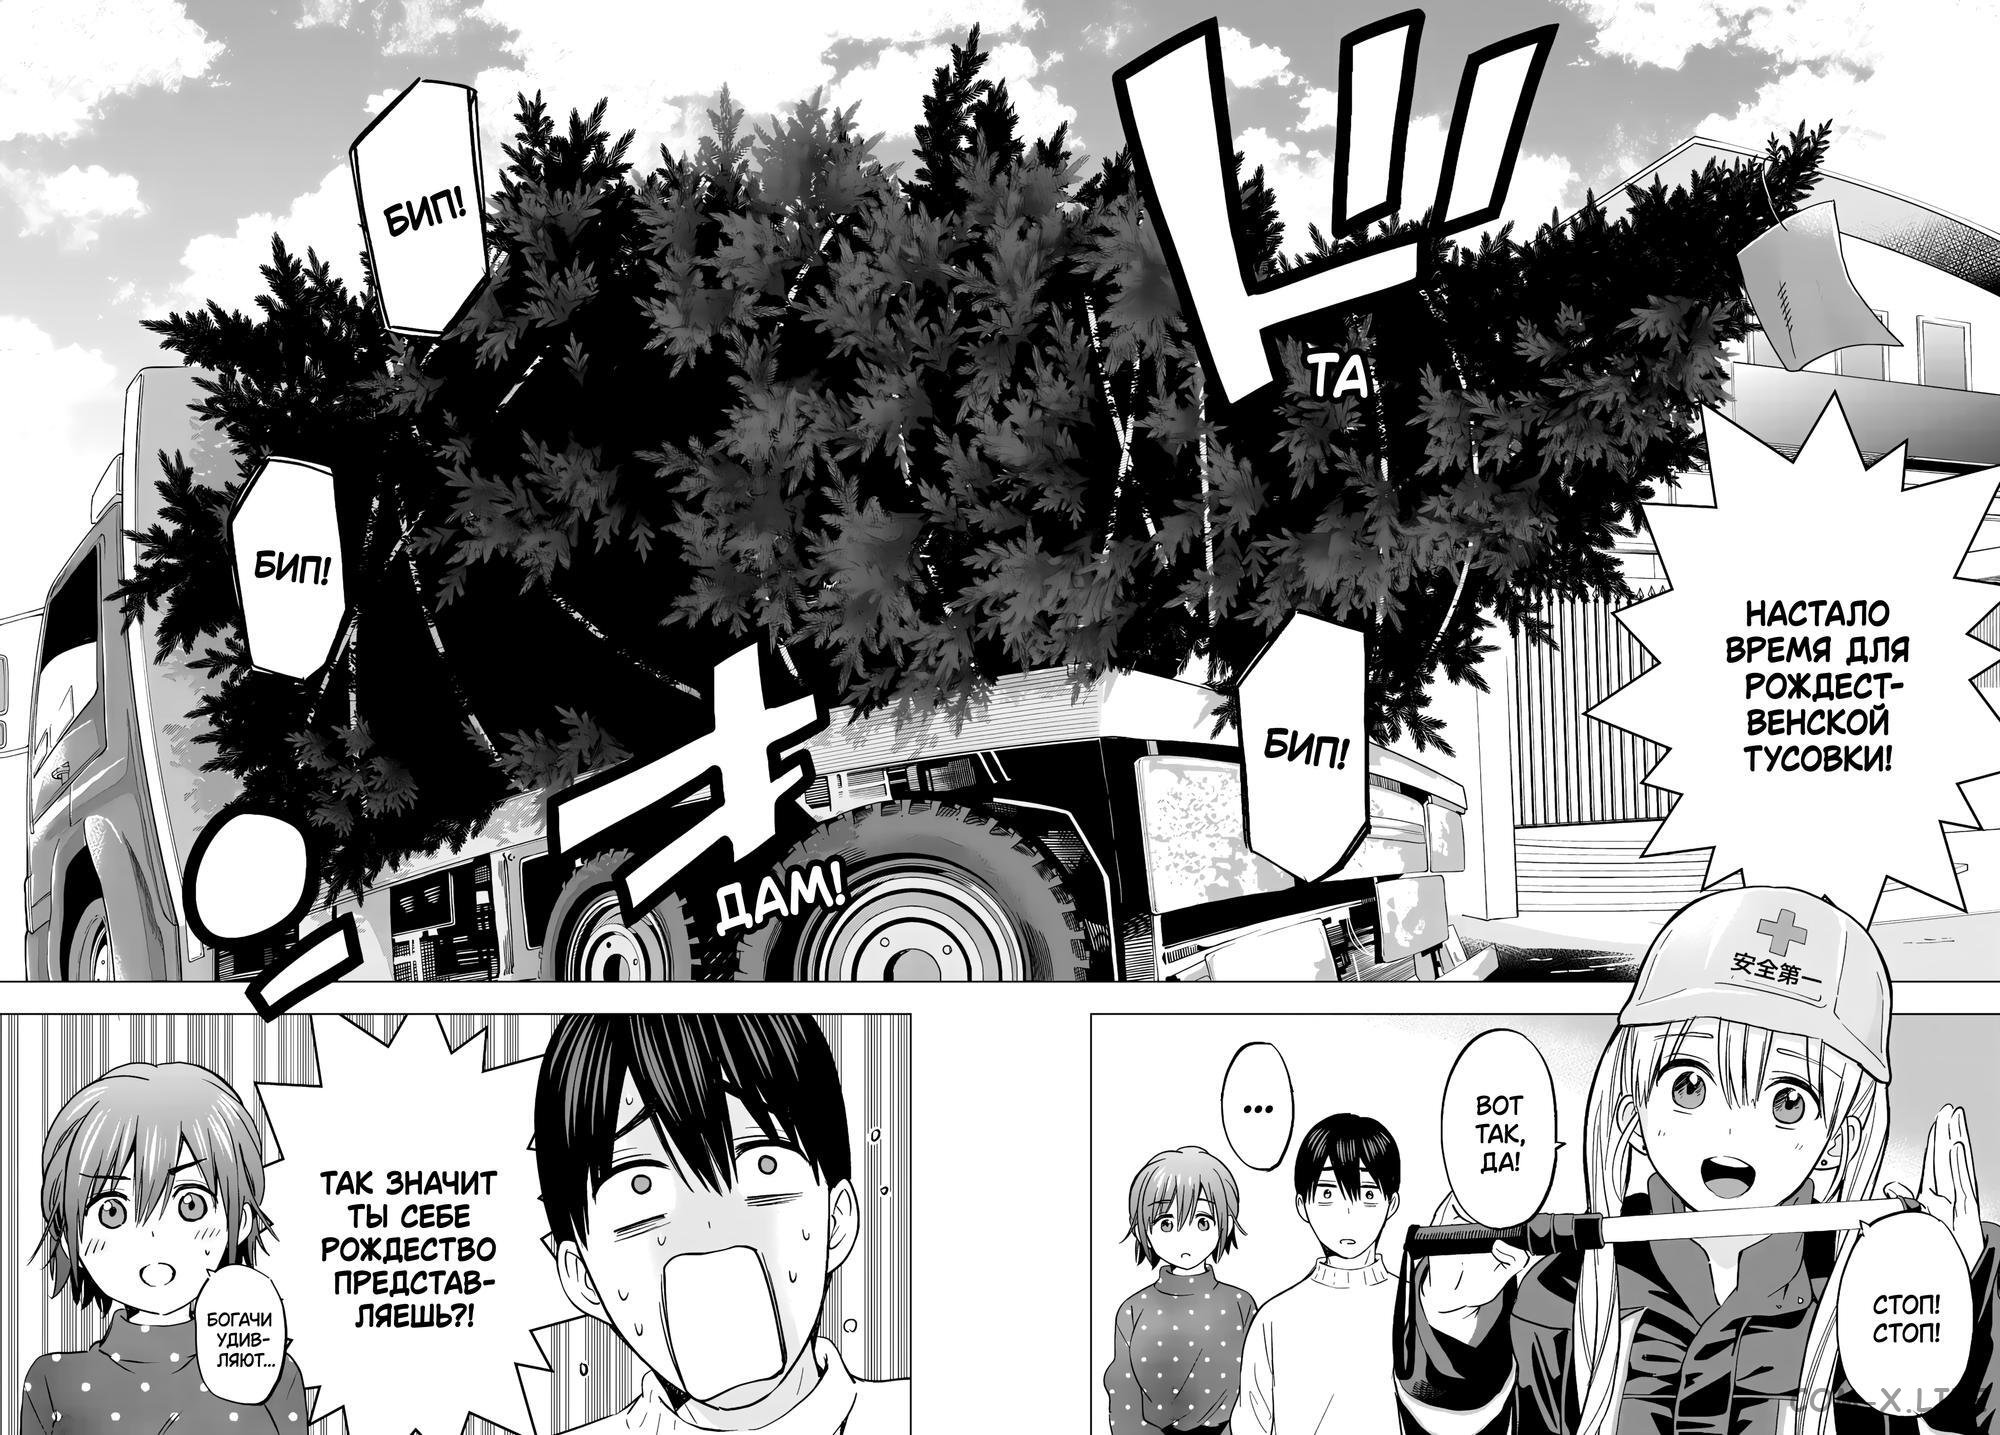 ド
ТА
НАСТАЛО
ВРЕМЯ ДЛЯ
РОЖДЕСТ-
ВЕНСКОЙ
ТУСОВКИ!
БИП!
БИП!
БИП!
ДАМ!
安全第一
ВОТ
ТАК,
ДА!
СТОП!
СТОП!
...
ТАК ЗНАЧИТ
ТЫ СЕБЕ
РОЖДЕСТВО
ПРЕДСТАВ-
ЛЯЕШЬ?!
БОГАЧИ
УДИВ-
ЛЯЮТ...